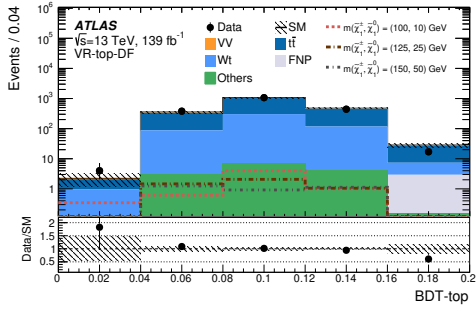 ATLAS
√s=13 TeV, 139 fb⁻¹
VR-top-DF
Data
SM
VV
tt̄
Wt
FNP
Others
m(χ̃₁±, χ̃₁⁰) = (100, 10) GeV
m(χ̃₁±, χ̃₁⁰) = (125, 25) GeV
m(χ̃₁±, χ̃₁⁰) = (150, 50) GeV
Events / 0.04
10⁶
10⁵
10⁴
10³
10²
10
1
Data/SM
2
1.5
1
0.5
0 0.02 0.04 0.06 0.08 0.1 0.12 0.14 0.16 0.18 0.2
BDT-top